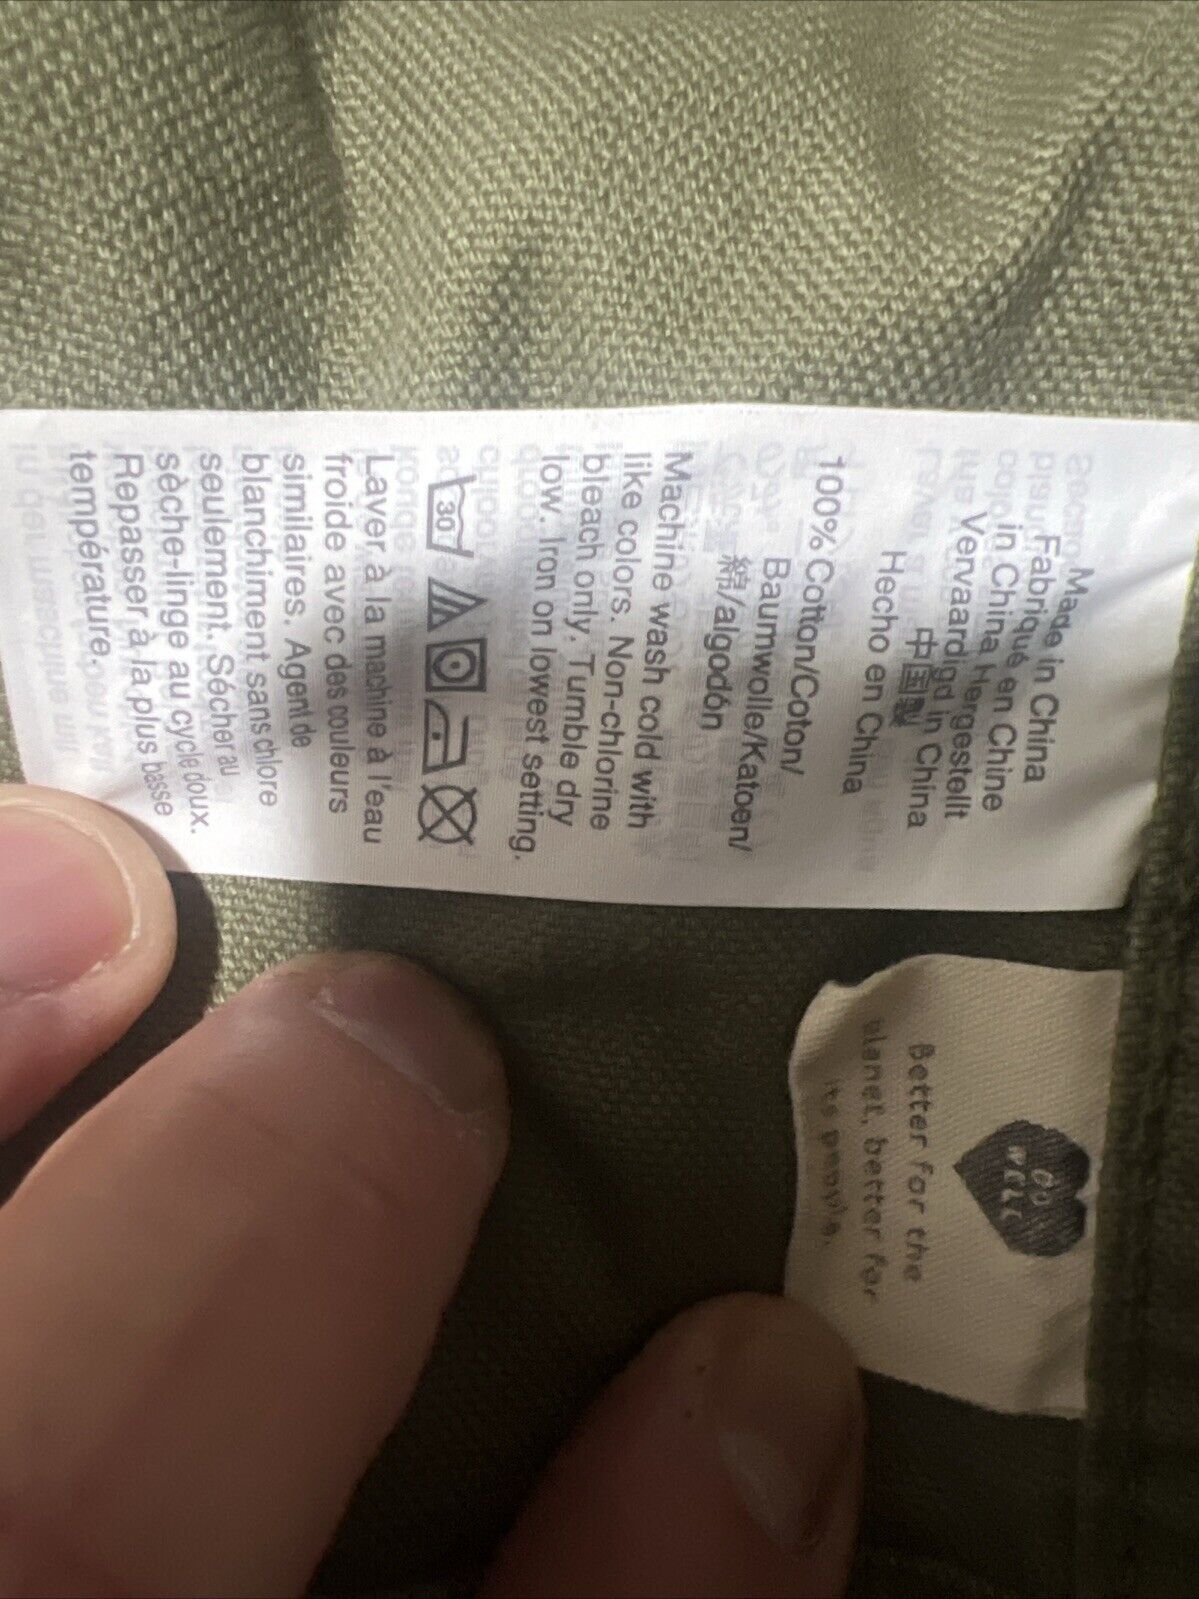 Made in China
Fabriqué en Chine
in China Hergestellt
Vervaardigd in China
中国製
Hecho en China
100% Cotton/Coton/
Baumwolle/Katoen/
綿/algodón
Machine wash cold with
like colors. Non-chlorine
bleach only. Tumble dry
low. Iron on lowest setting.
30
Laver à la machine à l'eau
froide avec des couleurs
similaires. Agent de
blanchiment sans chlore
seulement. Sécher au
sèche-linge au cycle doux.
Repasser à la plus basse
température.
DO
WELL
Better for the
planet, better for
its people.